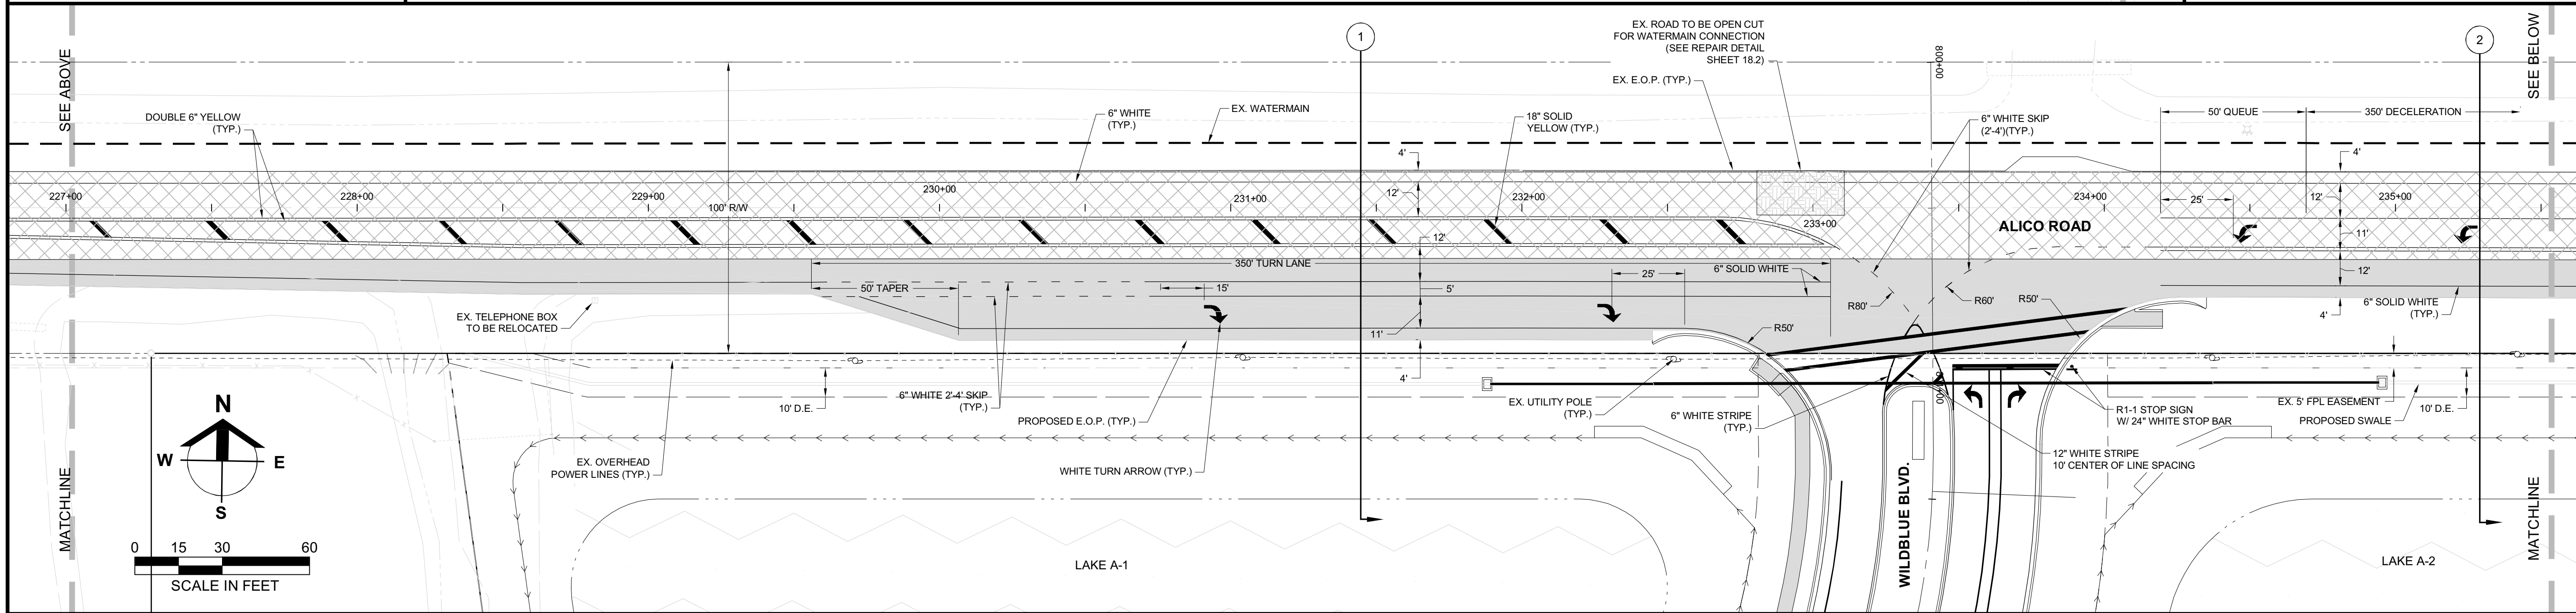 SEE ABOVE
MATCHLINE
DOUBLE 6" YELLOW
(TYP.)
100' R/W
6" WHITE
(TYP.)
EX. WATERMAIN
1
EX. ROAD TO BE OPEN CUT
FOR WATERMAIN CONNECTION
(SEE REPAIR DETAIL
SHEET 18.2)
EX. E.O.P. (TYP.)
18" SOLID
YELLOW (TYP.)
800+00
6" WHITE SKIP
(2'-4')(TYP.)
50' QUEUE
350' DECELERATION
2
SEE BELOW
MATCHLINE
227+00
228+00
229+00
230+00
231+00
232+00
233+00
234+00
235+00
4'
12'
12'
5'
11'
4'
ALICO ROAD
25'
4'
12'
11'
12'
4'
350' TURN LANE
50' TAPER
15'
25'
6" SOLID WHITE
R80'
R60'
R50'
R50'
6" SOLID WHITE
(TYP.)
EX. TELEPHONE BOX
TO BE RELOCATED
10' D.E.
6" WHITE 2'-4' SKIP
(TYP.)
PROPOSED E.O.P. (TYP.)
EX. OVERHEAD
POWER LINES (TYP.)
WHITE TURN ARROW (TYP.)
EX. UTILITY POLE
(TYP.)
6" WHITE STRIPE
(TYP.)
R1-1 STOP SIGN
W/ 24" WHITE STOP BAR
12" WHITE STRIPE
10' CENTER OF LINE SPACING
EX. 5' FPL EASEMENT
PROPOSED SWALE
10' D.E.
WILDBLUE BLVD.
LAKE A-1
LAKE A-2
N
W
E
S
0 15 30 60
SCALE IN FEET